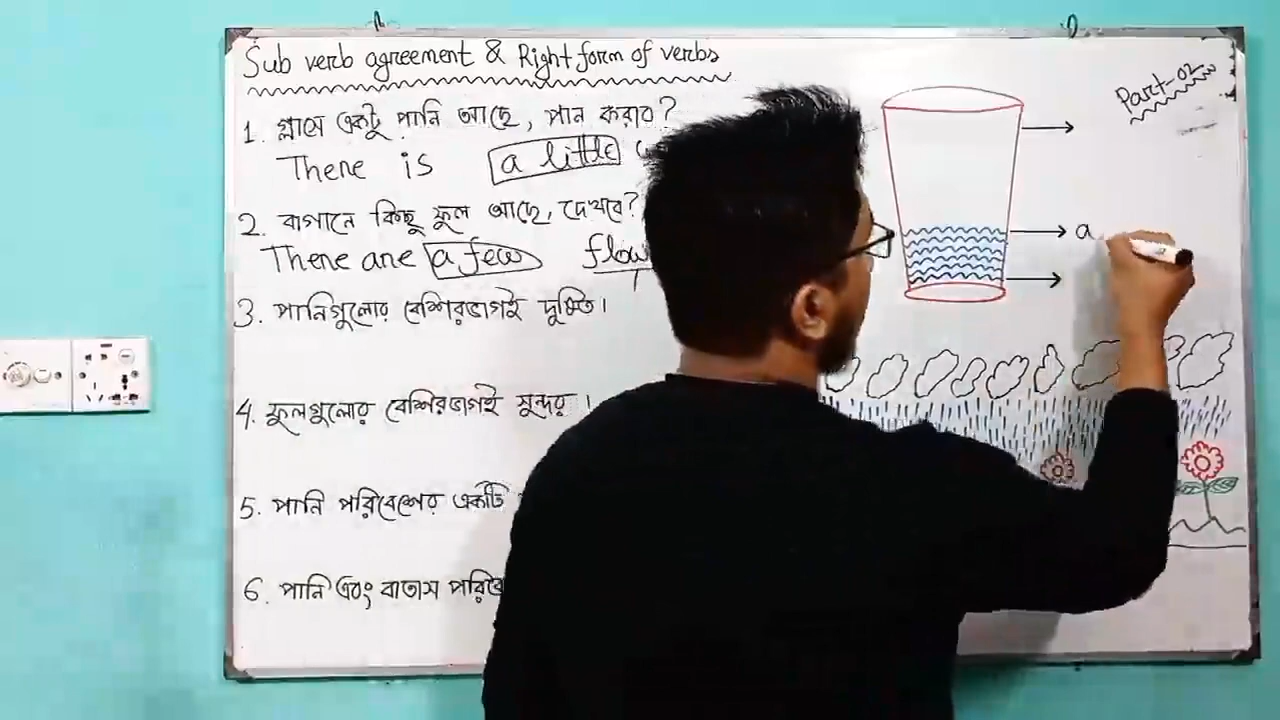 Sub verb agreement & Right form of verbs
Part-02
1. গ্লাসে একটু পানি আছে, পান করবে?
There is a little
2. বাগানে কিছু ফুল আছে, দেখবে?
There are a few flow
3. পানিগুলোর বেশিরভাগই দূষিত।
4. ফুলগুলোর বেশিরভাগই সুন্দর।
5. পানি পরিবেশের একটি
6. পানি এবং বাতাস পরিবে
a